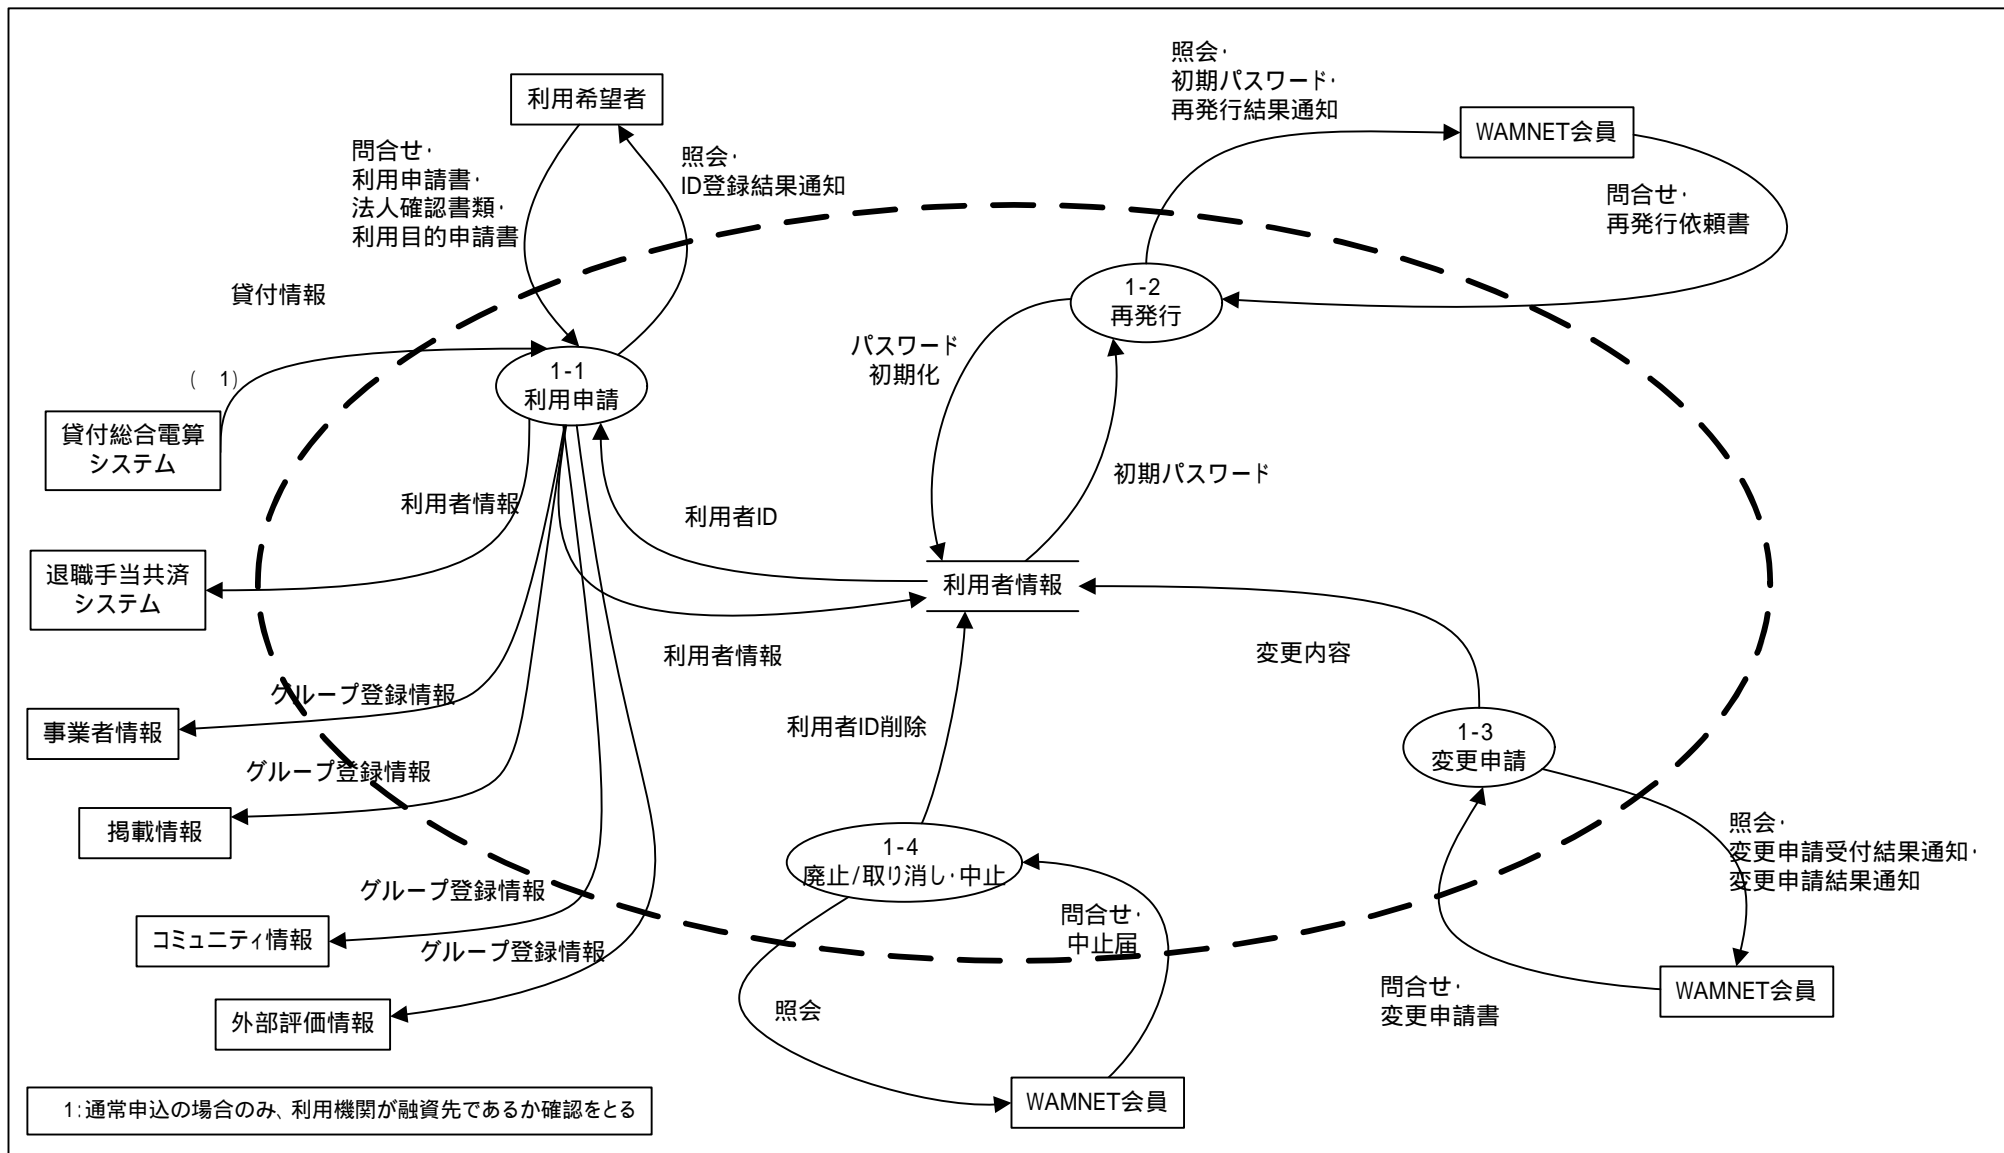 照会・
初期パスワード・
再発行結果通知
利用希望者
WAMNET会員
問合せ・
利用申請書・
法人確認書類・
利用目的申請書
照会・
ID登録結果通知
問合せ・
再発行依頼書
貸付情報
1-2
再発行
パスワード
初期化
( 1)
1-1
利用申請
貸付総合電算
システム
初期パスワード
利用者情報
利用者ID
退職手当共済
システム
利用者情報
利用者情報
変更内容
グループ登録情報
事業者情報
利用者ID削除
1-3
変更申請
グループ登録情報
掲載情報
照会・
変更申請受付結果通知・
変更申請結果通知
1-4
廃止/取り消し・中止
グループ登録情報
問合せ・
中止届
コミュニティ情報
グループ登録情報
WAMNET会員
問合せ・
変更申請書
照会
外部評価情報
WAMNET会員
1:通常申込の場合のみ、利用機関が融資先であるか確認をとる